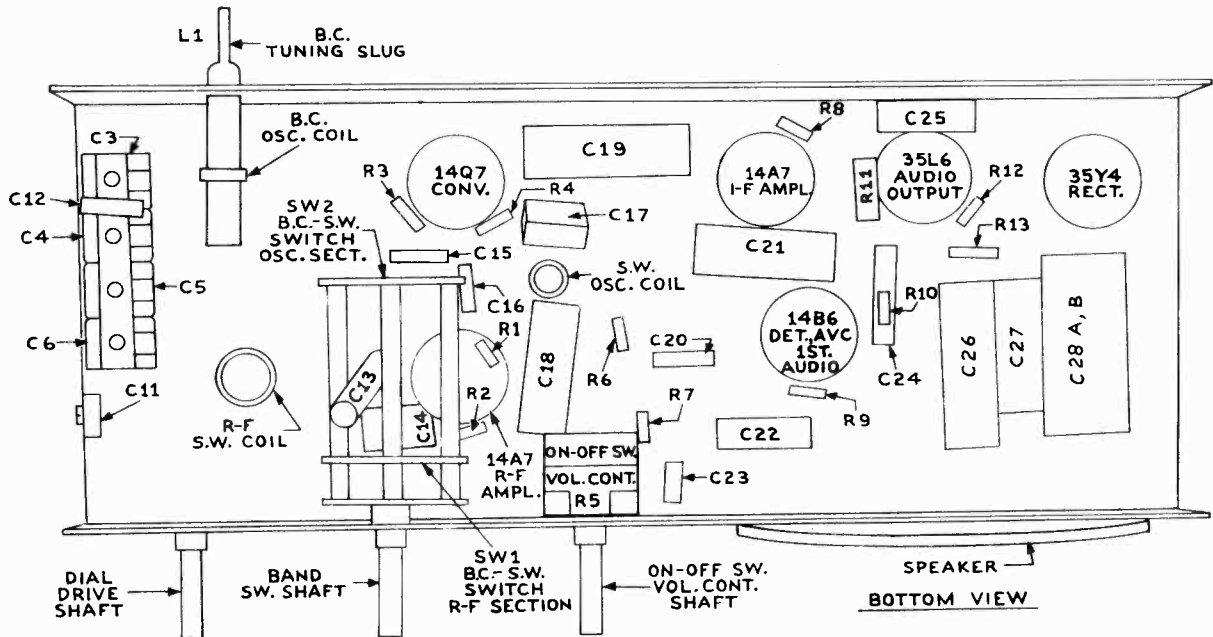 L1
B.C.
TUNING SLUG
C3
B.C.
OSC. COIL
C12
C4
C5
C6
C11
R-F
S.W. COIL
R3
14Q7
CONV.
R4
C19
C17
SW2
B.C.-S.W.
SWITCH
OSC. SECT.
C15
C16
S.W.
OSC. COIL
R1
C13
C14
R2
14A7
R-F
AMPL.
C18
R6
C20
R7
ON-OFF SW.
VOL. CONT.
R5
C23
C22
R8
14A7
I-F AMPL.
C25
R11
35L6
AUDIO
OUTPUT
R12
R13
35Y4
RECT.
C21
14B6
DET., AVC
1ST.
AUDIO
R9
R10
C24
C26
C27
C28 A, B
DIAL
DRIVE
SHAFT
BAND
SW. SHAFT
SW1
B.C.-S.W.
SWITCH
R-F SECTION
ON-OFF SW.
VOL. CONT.
SHAFT
SPEAKER
BOTTOM VIEW